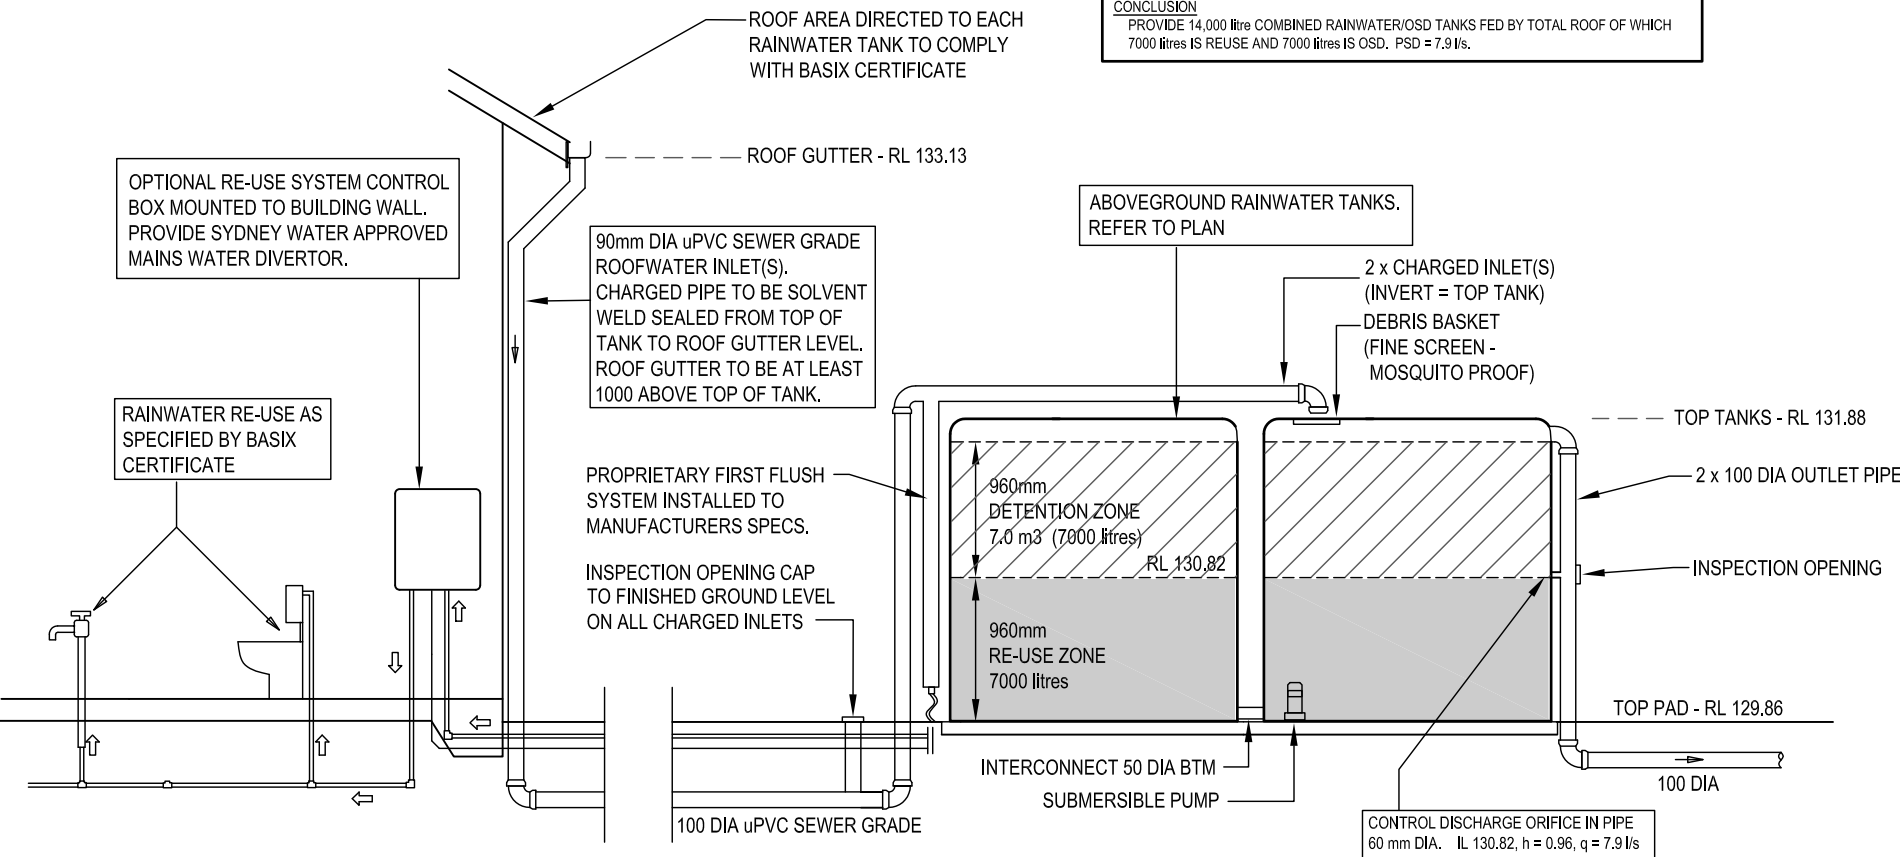 CONCLUSION
PROVIDE 14,000 litre COMBINED RAINWATER/OSD TANKS FED BY TOTAL ROOF OF WHICH
7000 litres IS REUSE AND 7000 litres IS OSD. PSD = 7.9 l/s.
ROOF AREA DIRECTED TO EACH
RAINWATER TANK TO COMPLY
WITH BASIX CERTIFICATE
ROOF GUTTER - RL 133.13
OPTIONAL RE-USE SYSTEM CONTROL
BOX MOUNTED TO BUILDING WALL.
PROVIDE SYDNEY WATER APPROVED
MAINS WATER DIVERTOR.
90mm DIA uPVC SEWER GRADE
ROOFWATER INLET(S).
CHARGED PIPE TO BE SOLVENT
WELD SEALED FROM TOP OF
TANK TO ROOF GUTTER LEVEL.
ROOF GUTTER TO BE AT LEAST
1000 ABOVE TOP OF TANK.
ABOVEGROUND RAINWATER TANKS.
REFER TO PLAN
2 x CHARGED INLET(S)
(INVERT = TOP TANK)
DEBRIS BASKET
(FINE SCREEN -
MOSQUITO PROOF)
RAINWATER RE-USE AS
SPECIFIED BY BASIX
CERTIFICATE
TOP TANKS - RL 131.88
2 x 100 DIA OUTLET PIPE
PROPRIETARY FIRST FLUSH
SYSTEM INSTALLED TO
MANUFACTURERS SPECS.
960mm
DETENTION ZONE
7.0 m3 (7000 litres)
RL 130.82
INSPECTION OPENING
INSPECTION OPENING CAP
TO FINISHED GROUND LEVEL
ON ALL CHARGED INLETS
960mm
RE-USE ZONE
7000 litres
TOP PAD - RL 129.86
INTERCONNECT 50 DIA BTM
SUBMERSIBLE PUMP
100 DIA
100 DIA uPVC SEWER GRADE
CONTROL DISCHARGE ORIFICE IN PIPE
60 mm DIA. IL 130.82, h = 0.96, q = 7.9 l/s